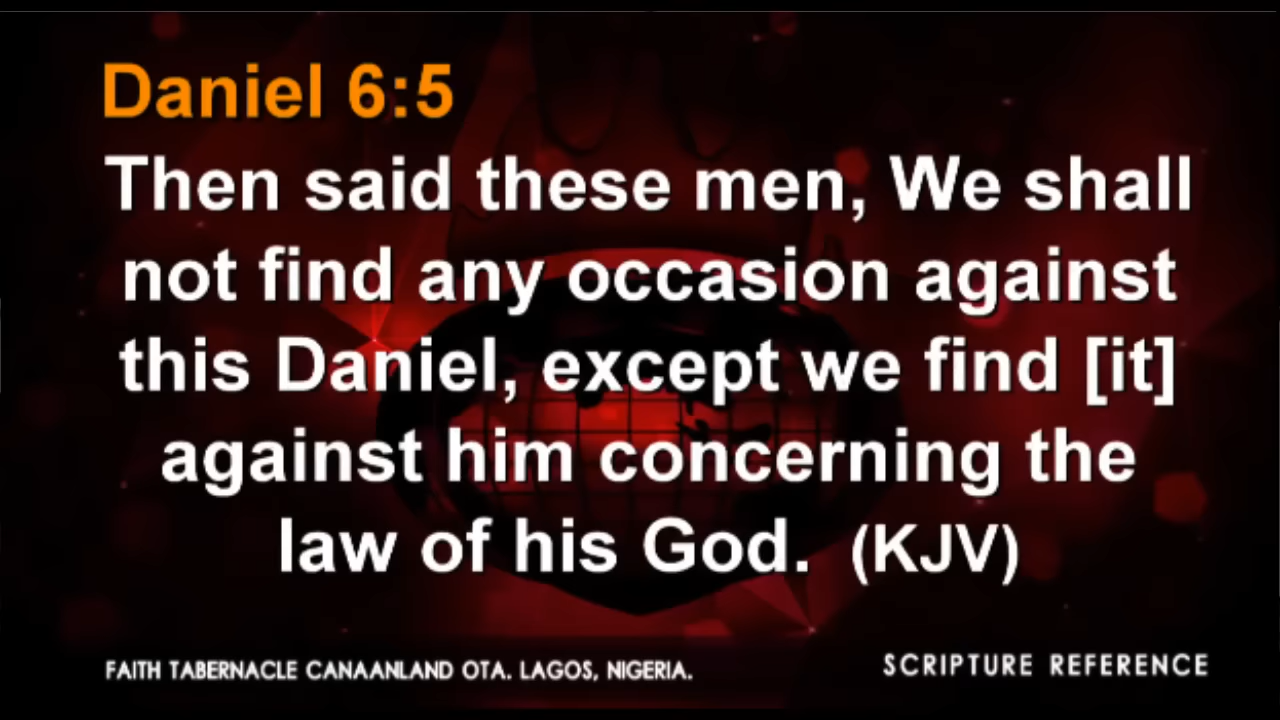 Daniel 6:5
Then said these men, We shall
not find any occasion against
this Daniel, except we find [it]
against him concerning the
law of his God. (KJV)
FAITH TABERNACLE CANAANLAND OTA. LAGOS, NIGERIA.
SCRIPTURE REFERENCE